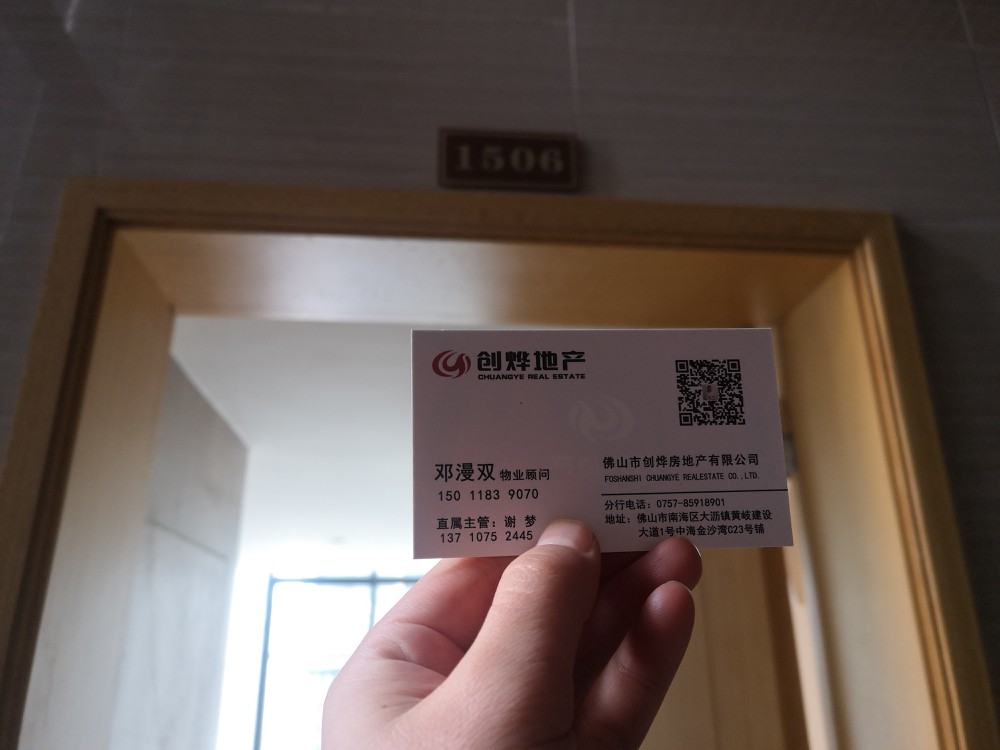 1506
创烨地产
CHUANGYE REAL ESTATE
邓漫双 物业顾问
150 1183 9070
直属主管：谢 梦
137 1075 2445
佛山市创烨房地产有限公司
FOSHANSHI CHUANGYE REALESTATE CO.,LTD.
分行电话：0757-85918901
地址：佛山市南海区大沥镇黄岐建设
大道1号中海金沙湾C23号铺